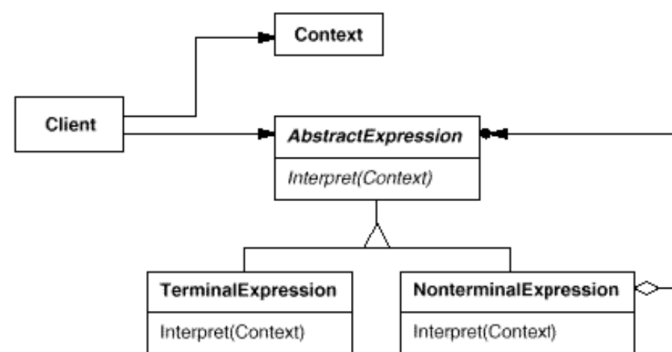 Context
Client
AbstractExpression
Interpret(Context)
TerminalExpression
Interpret(Context)
NonterminalExpression
Interpret(Context)